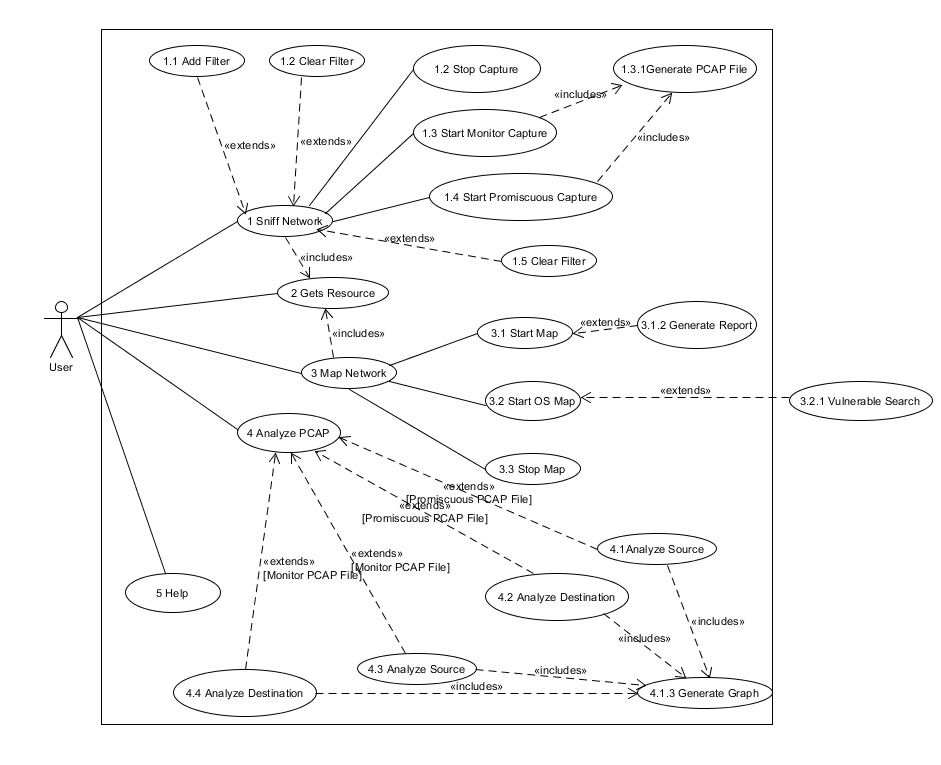 1.1 Add Filter
1.2 Clear Filter
1.2 Stop Capture
1.3.1Generate PCAP File
«includes»
1.3 Start Monitor Capture
«includes»
«extends»
«extends»
1.4 Start Promiscuous Capture
1 Sniff Network
«extends»
«includes»
1.5 Clear Filter
2 Gets Resource
User
«includes»
3.1 Start Map
«extends»
3.1.2 Generate Report
3 Map Network
3.2 Start OS Map
«extends»
3.2.1 Vulnerable Search
4 Analyze PCAP
3.3 Stop Map
«extends»
[Promiscuous PCAP File]
«extends»
[Promiscuous PCAP File]
«extends»
[Monitor PCAP File]
«extends»
[Monitor PCAP File]
4.1Analyze Source
5 Help
4.2 Analyze Destination
«includes»
«includes»
4.3 Analyze Source
«includes»
«includes»
4.4 Analyze Destination
4.1.3 Generate Graph